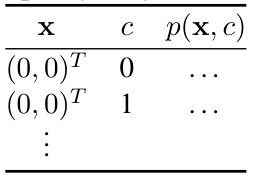 x c p(x, c)
(0, 0)^T 0 ...
(0, 0)^T 1 ...
⋮